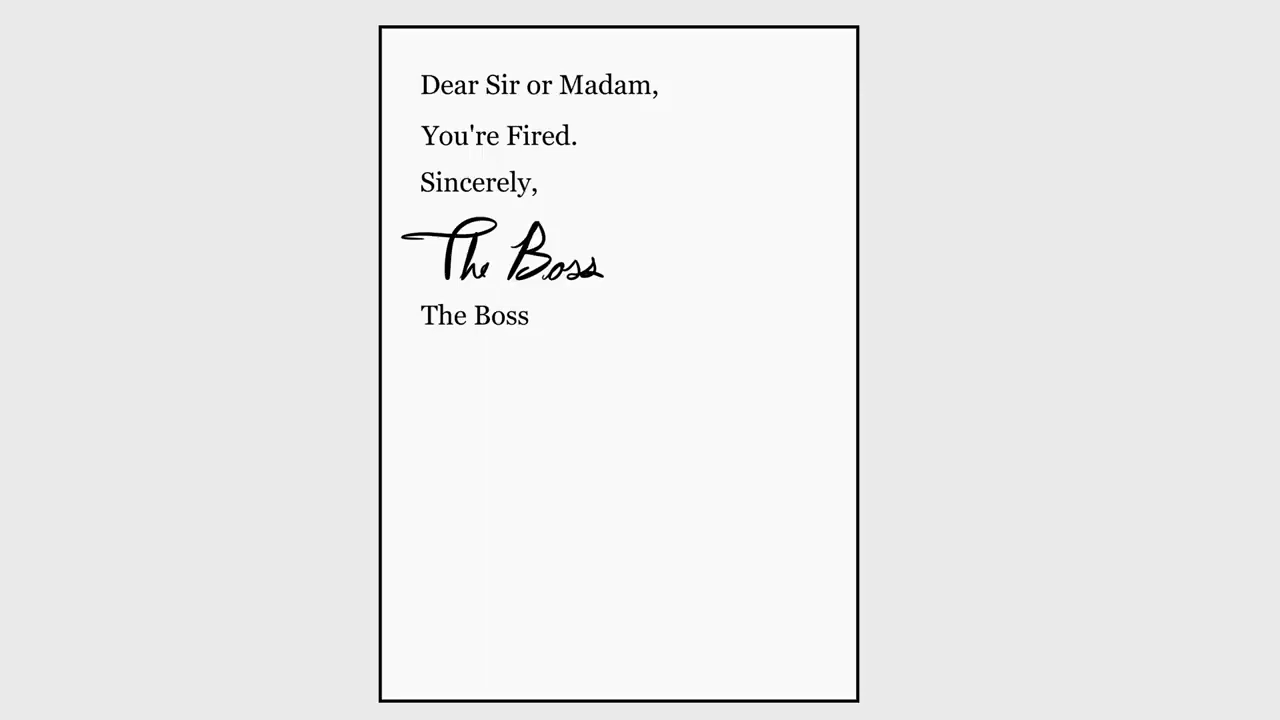 Dear Sir or Madam,
You're Fired.
Sincerely,
The Boss
The Boss